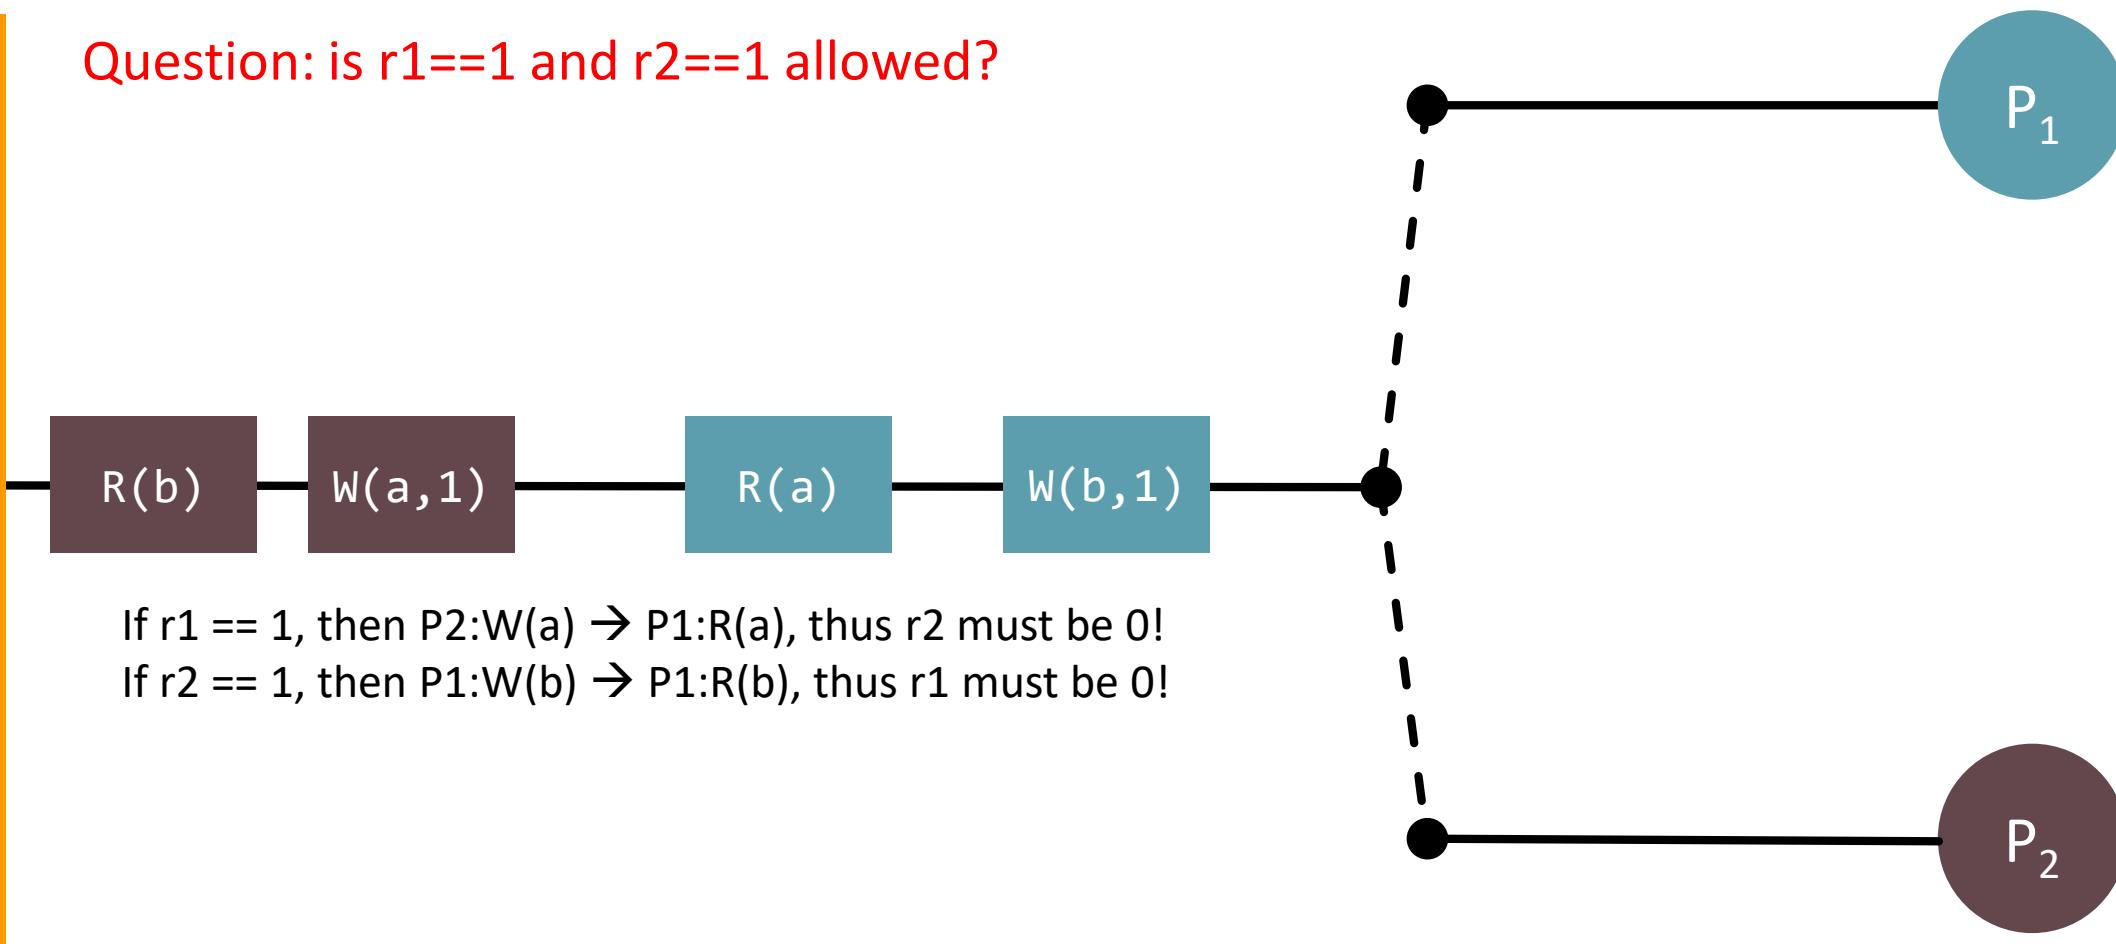 Question: is r1==1 and r2==1 allowed?
P1
R(b) W(a,1) R(a) W(b,1)
If r1 == 1, then P2:W(a) → P1:R(a), thus r2 must be 0!
If r2 == 1, then P1:W(b) → P1:R(b), thus r1 must be 0!
P2